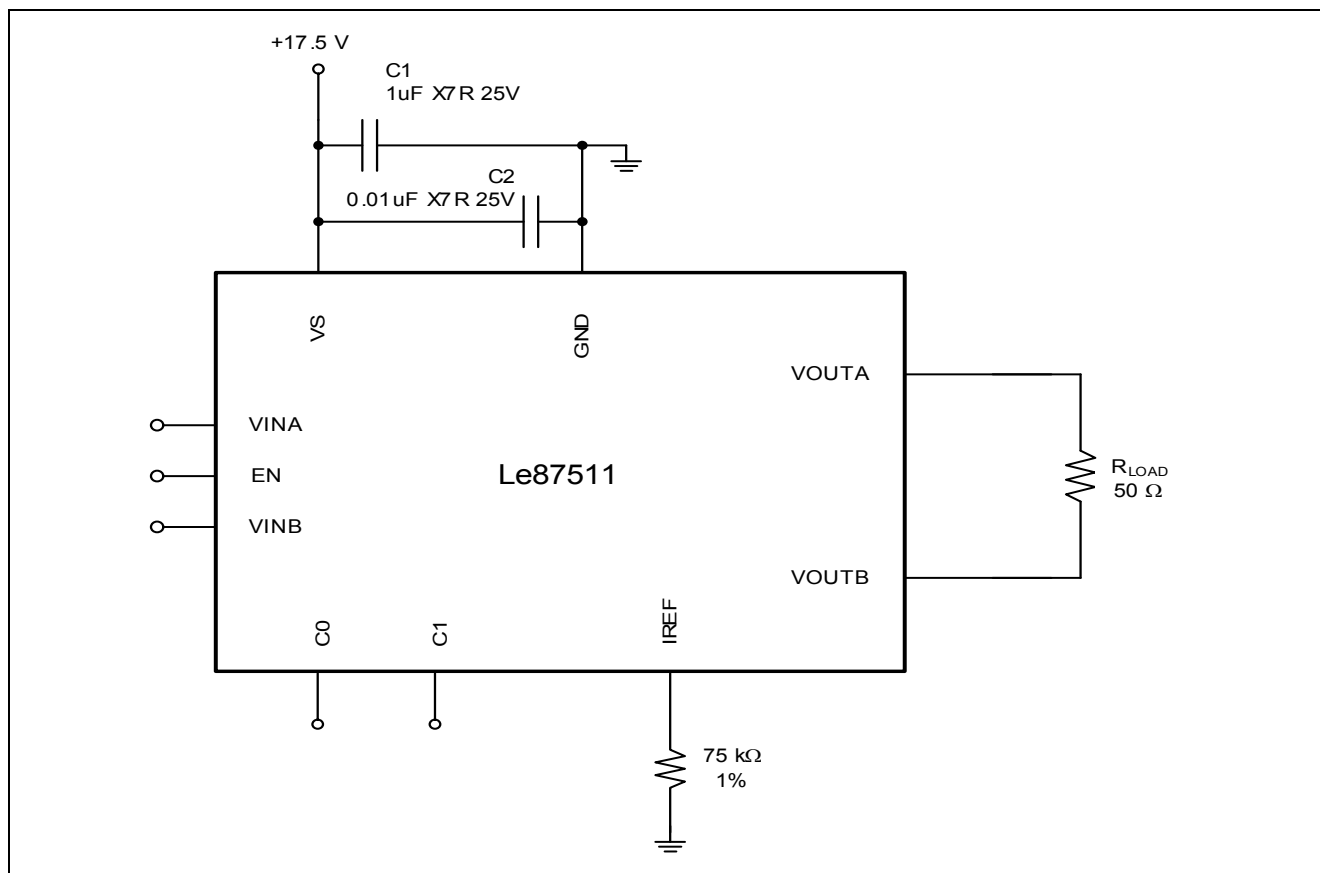 +17.5 V
C1
1uF X7R 25V
C2
0.01uF X7R 25V
VS
GND
VOUTA
VINA
EN
Le87511
VINB
R_LOAD
50 Ω
VOUTB
C0
C1
IREF
75 kΩ
1%